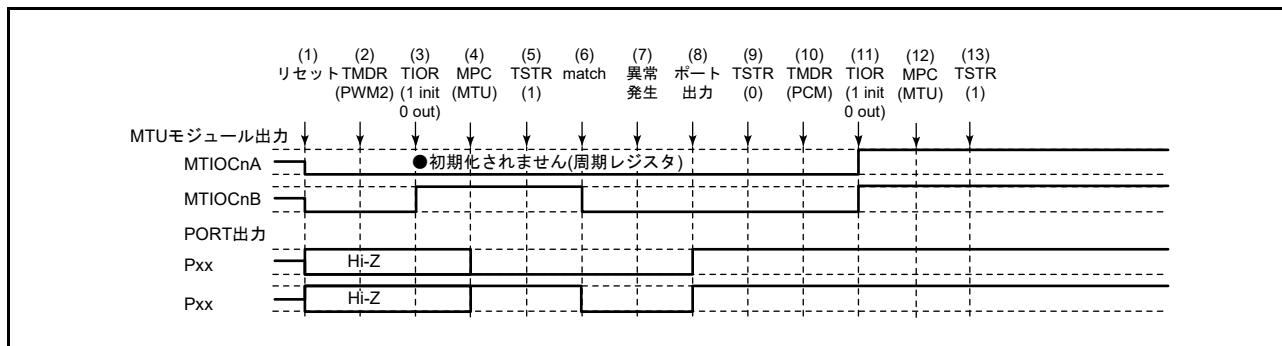 (1) (2) (3) (4) (5) (6) (7) (8) (9) (10) (11) (12) (13)
リセット TMDR TIOR MPC TSTR match 異常 ポート TSTR TMDR TIOR MPC TSTR
(PWM2) (1 init (MTU) (1) 発生 出力 (0) (PCM) (1 init (MTU) (1)
0 out) 0 out)
MTUモジュール出力
MTIOCnA ●初期化されません(周期レジスタ)
MTIOCnB
PORT出力
Pxx Hi-Z
Pxx Hi-Z